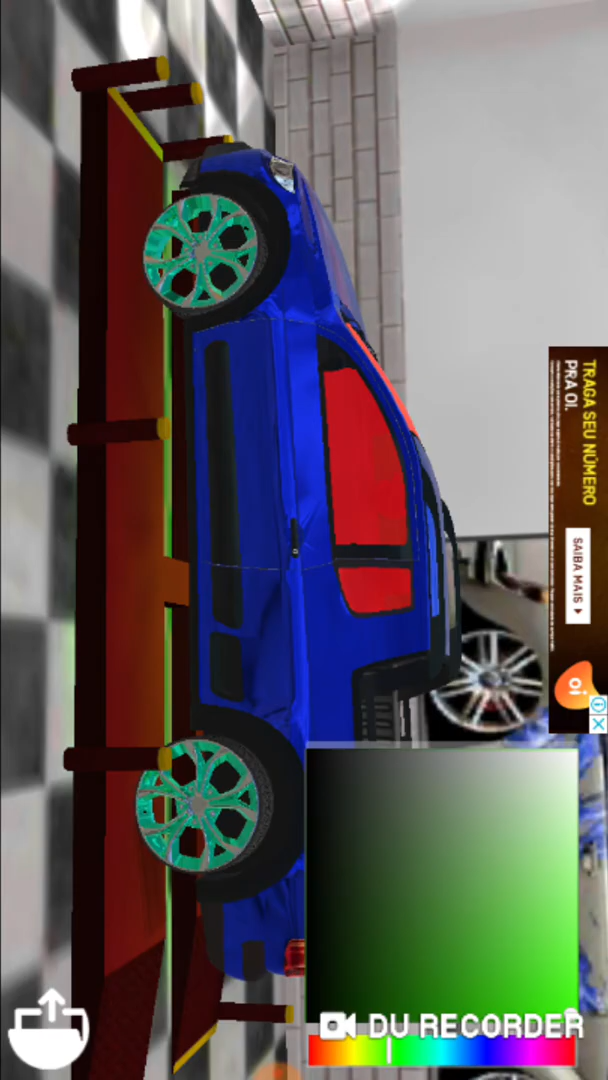 TRAGA SEU NÚMERO
PRA OI.
SAIBA MAIS
oi
DU RECORDER